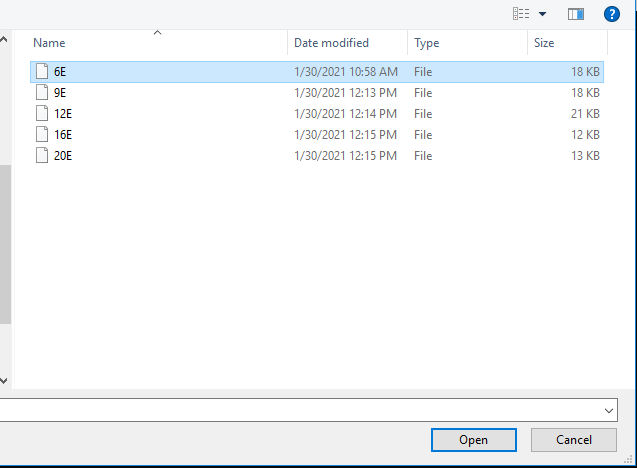 Name Date modified Type Size
6E 1/30/2021 10:58 AM File 18 KB
9E 1/30/2021 12:13 PM File 18 KB
12E 1/30/2021 12:14 PM File 21 KB
16E 1/30/2021 12:15 PM File 12 KB
20E 1/30/2021 12:15 PM File 13 KB
Open Cancel